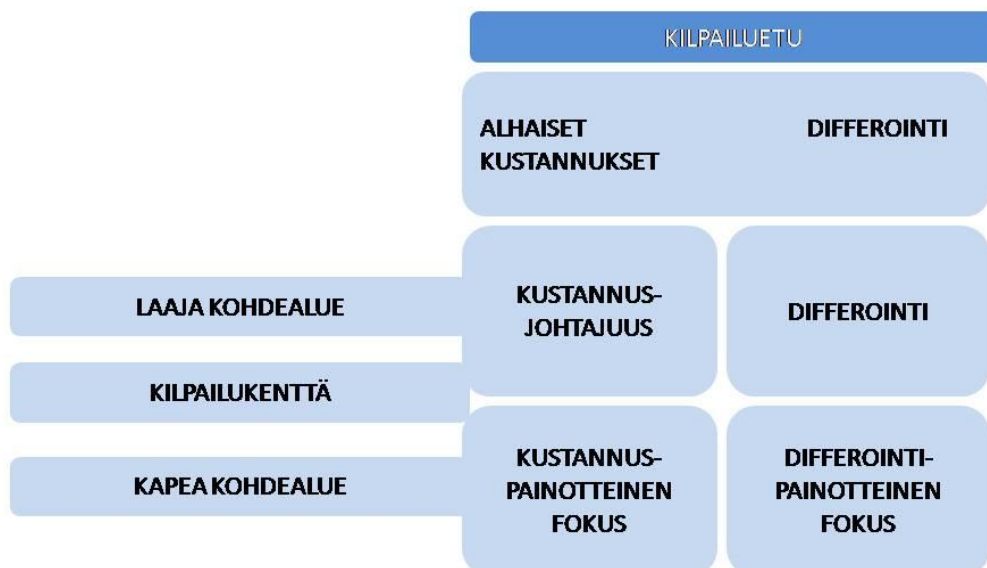 KILPAILUETU
ALHAISET DIFFEROINTI
KUSTANNUKSET
LAAJA KOHDEALUE
KUSTANNUS-
JOHTAJUUS
DIFFEROINTI
KILPAILUKENTTÄ
KAPEA KOHDEALUE
KUSTANNUS-
PAINOTTEINEN
FOKUS
DIFFEROINTI-
PAINOTTEINEN
FOKUS